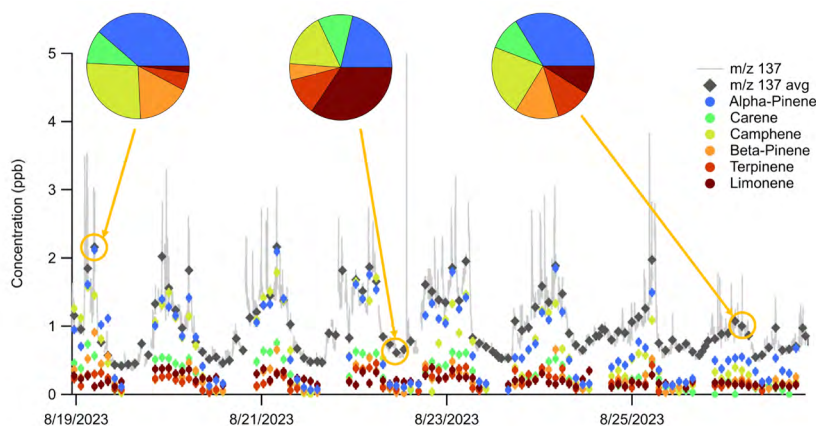 5
4
3
2
1
0
Concentration (ppb)
8/19/2023
8/21/2023
8/23/2023
8/25/2023
m/z 137
m/z 137 avg
Alpha-Pinene
Carene
Camphene
Beta-Pinene
Terpinene
Limonene